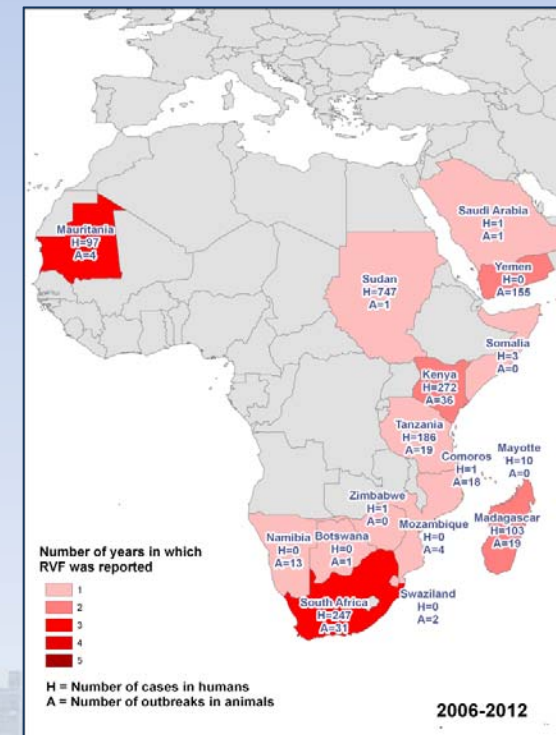 Mauritania
H=97
A=4
Saudi Arabia
H=1
A=1
Yemen
H=0
A=155
Sudan
H=747
A=1
Somalia
H=3
A=0
Kenya
H=272
A=36
Tanzania
H=186
A=19
Mayotte
H=10
A=0
Comoros
H=1
A=18
Zimbabwe
H=1
A=0
Mozambique
H=0
A=4
Madagascar
H=103
A=19
Namibia
H=0
A=13
Botswana
H=0
A=1
Swaziland
H=0
A=2
South Africa
H=247
A=31
Number of years in which
RVF was reported
1
2
3
4
5
H = Number of cases in humans
A = Number of outbreaks in animals
2006-2012